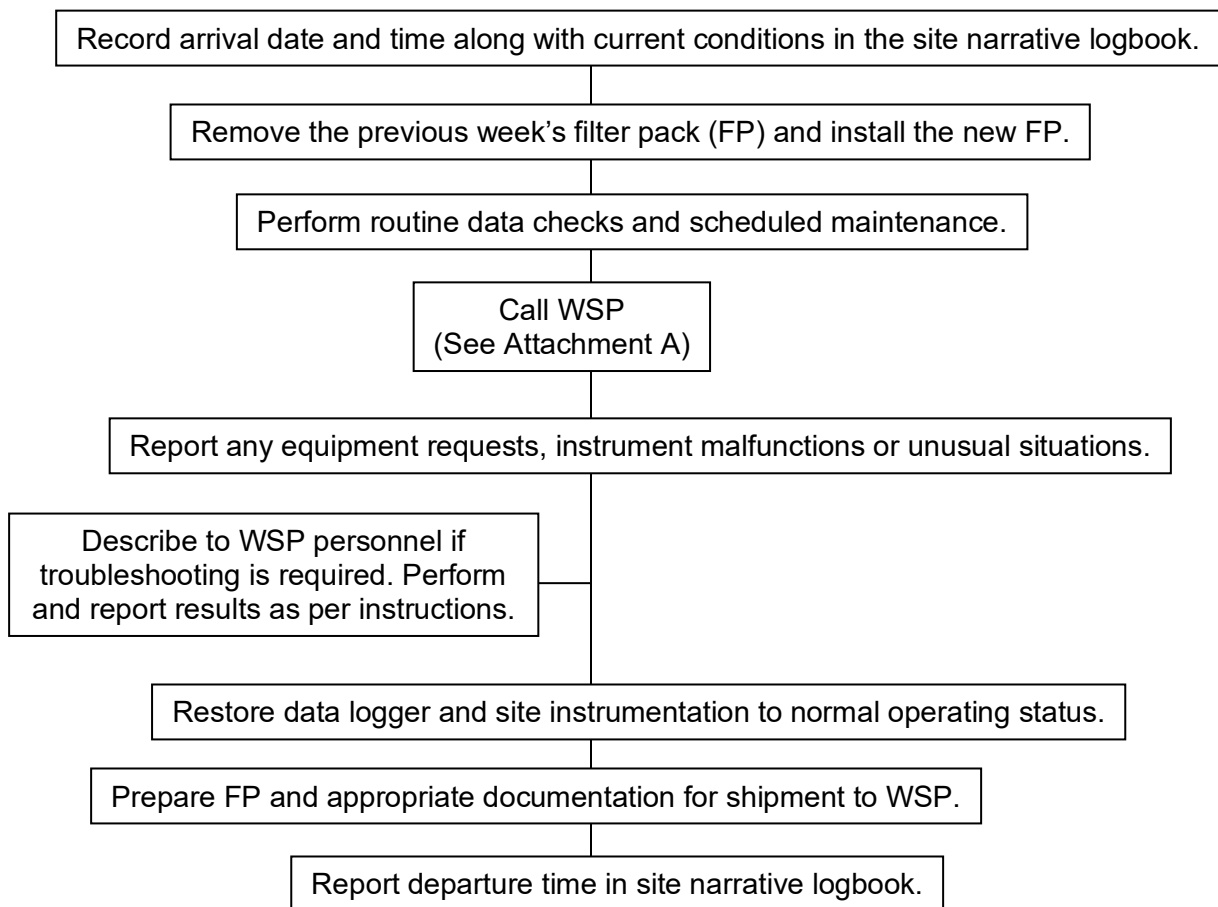 Record arrival date and time along with current conditions in the site narrative logbook.
Remove the previous week’s filter pack (FP) and install the new FP.
Perform routine data checks and scheduled maintenance.
Call WSP
(See Attachment A)
Report any equipment requests, instrument malfunctions or unusual situations.
Describe to WSP personnel if
troubleshooting is required. Perform
and report results as per instructions.
Restore data logger and site instrumentation to normal operating status.
Prepare FP and appropriate documentation for shipment to WSP.
Report departure time in site narrative logbook.